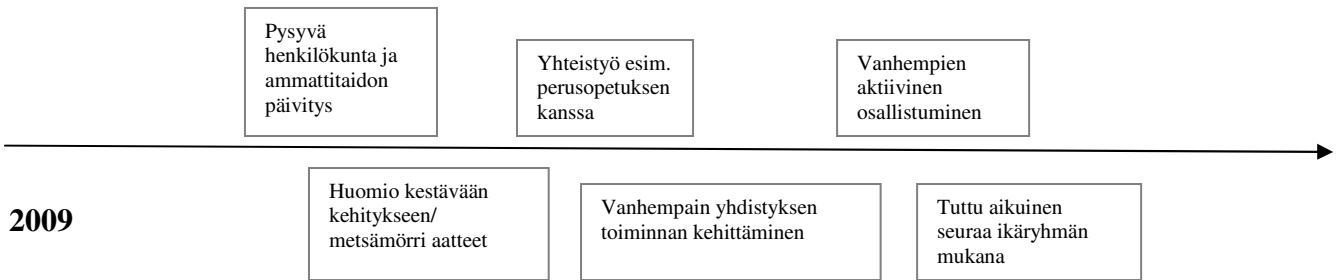 Pysyvä
henkilökunta ja
ammattitaidon
päivitys
Yhteistyö esim.
perusopetuksen
kanssa
Vanhempien
aktiivinen
osallistuminen
2009
Huomio kestävään
kehitykseen/
metsämörri aatteet
Vanhempain yhdistyksen
toiminnan kehittäminen
Tuttu aikuinen
seuraa ikäryhmän
mukana